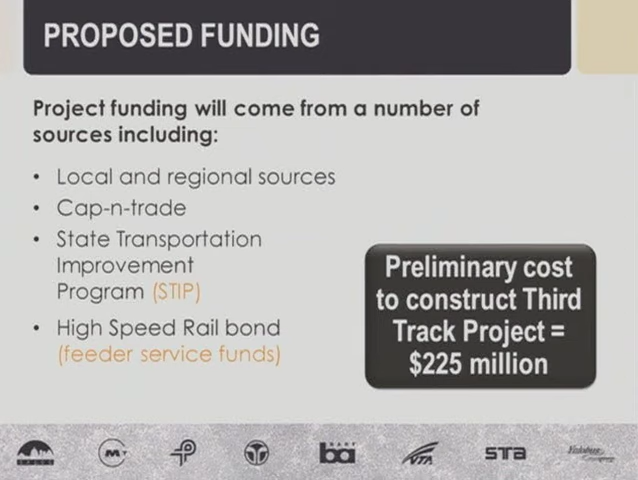 PROPOSED FUNDING
Project funding will come from a number of
sources including:
• Local and regional sources
• Cap-n-trade
• State Transportation
Improvement
Program (STIP)
• High Speed Rail bond
(feeder service funds)
Preliminary cost
to construct Third
Track Project =
$225 million
M
ba
VTA
STA